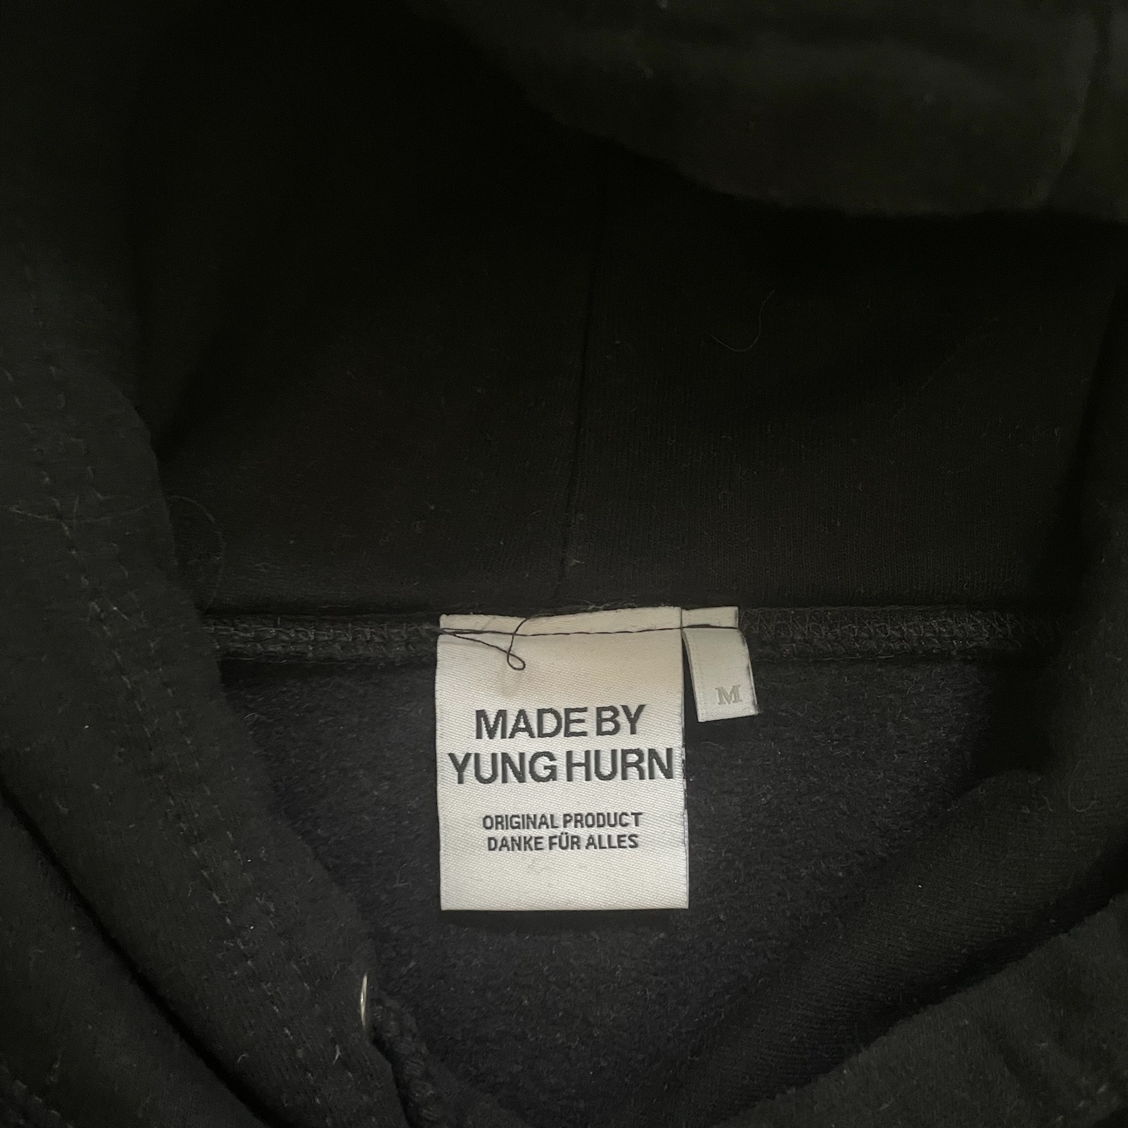 MADE BY
YUNG HURN
ORIGINAL PRODUCT
DANKE FÜR ALLES
M